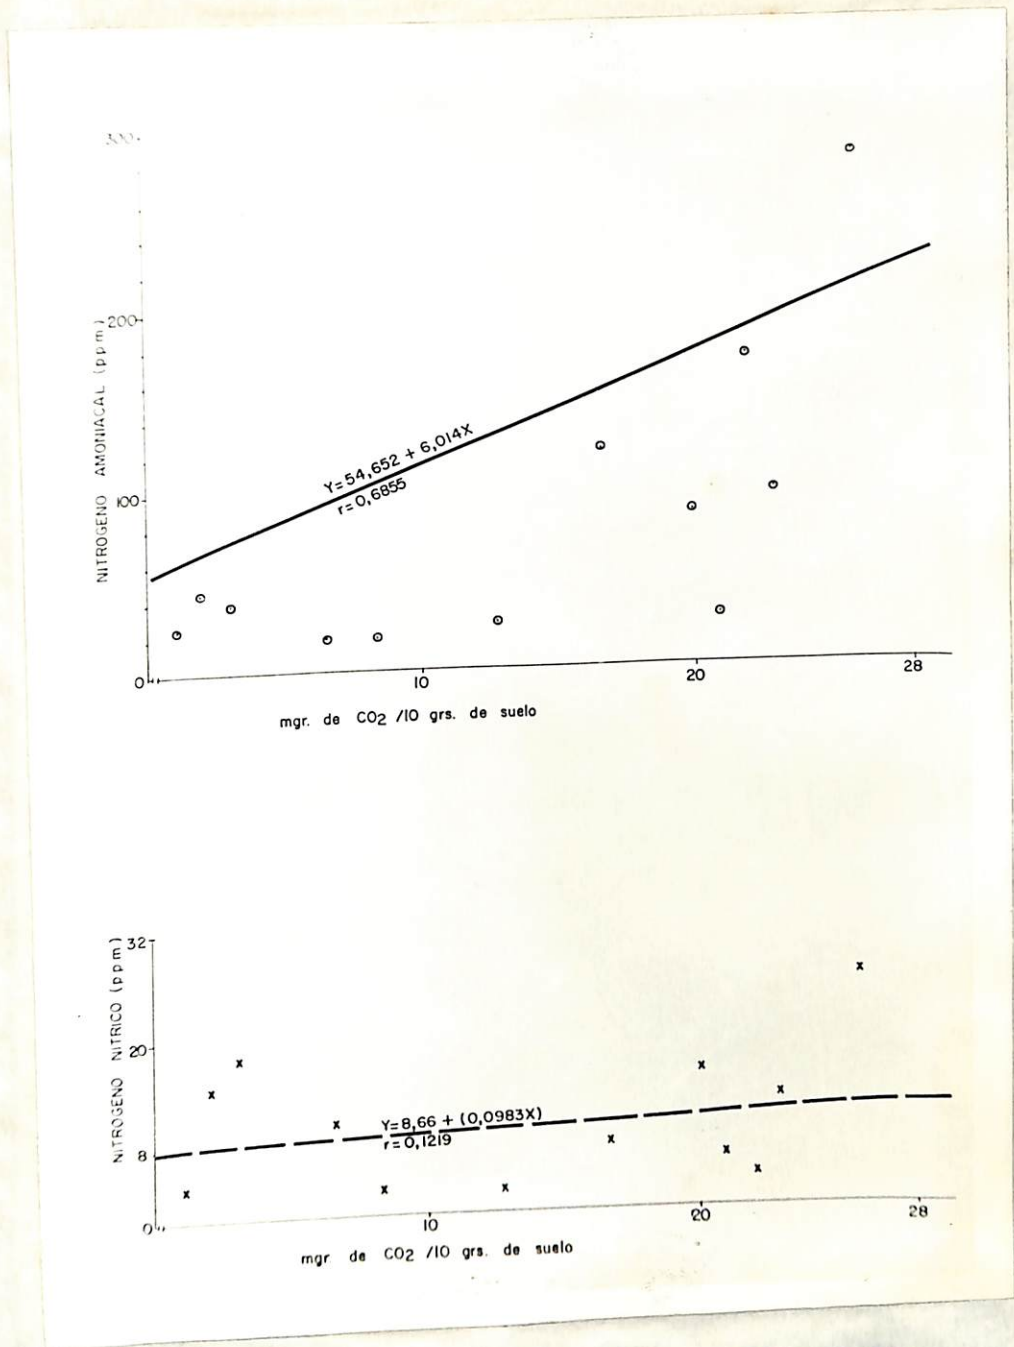 300
NITROGENO AMONIACAL (ppm)
200
Y=54,652 + 6,014X
r=0,6855
100
0
10
20
28
mgr. de CO2 /10 grs. de suelo
NITROGENO NITRICO (ppm)
32
20
Y=8,66 + (0,0983X)
r=0,1219
8
0
10
20
28
mgr de CO2 /10 grs. de suelo